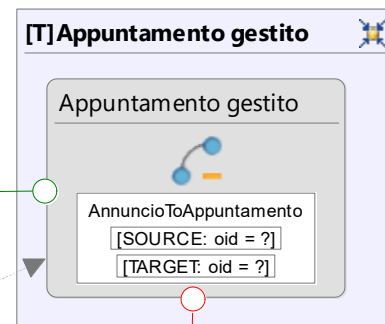 [T] Appuntamento gestito
Appuntamento gestito
AnnuncioToAppuntamento
[SOURCE: oid = ?]
[TARGET: oid = ?]